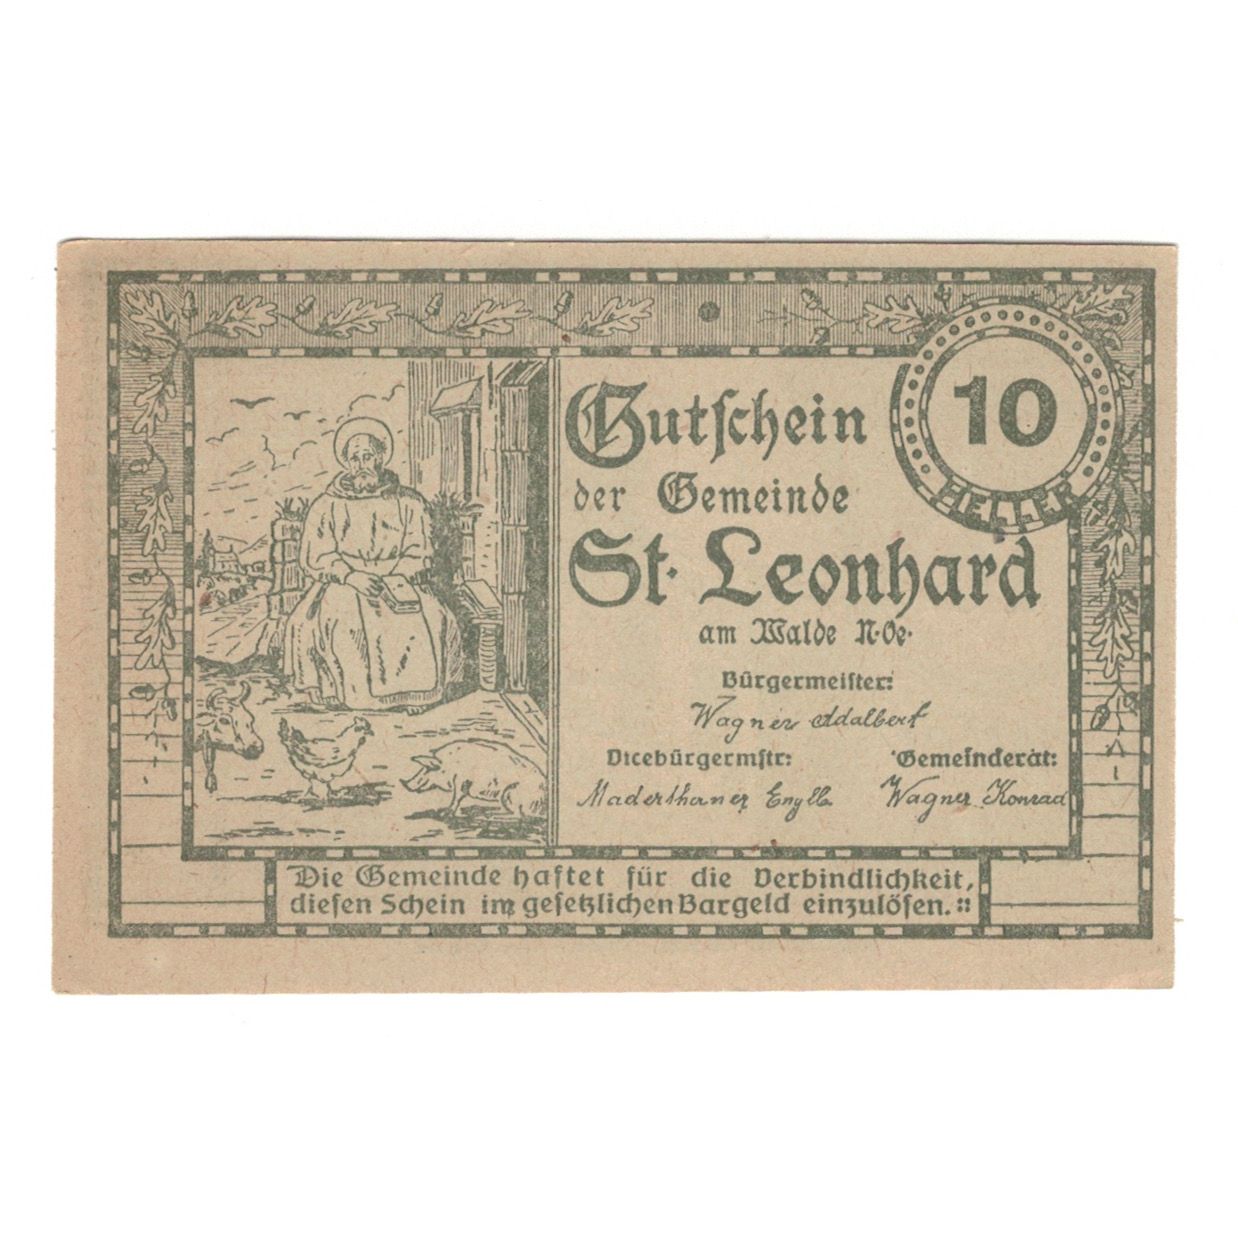 Gutschein
10
HELLER
der Gemeinde
St. Leonhard
am Walde N.Oe.
Bürgermeister:
Wagner Adalbert
Vicebürgermstr: Gemeinderat:
Maderthaner Englb. Wagner Konrad
Die Gemeinde haftet für die Verbindlichkeit,
diesen Schein im gesetzlichen Bargeld einzulösen. ::